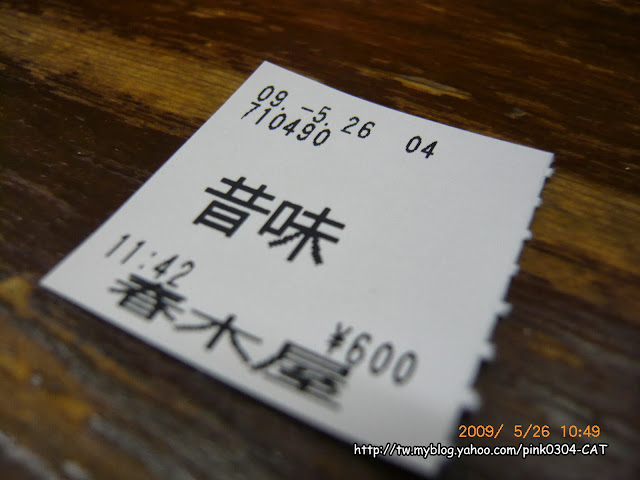 09.-5.26 04
710490
昔味
11:42
¥600
春木屋
2009/ 5/26 10:49
http://tw.myblog.yahoo.com/pink0304-CAT